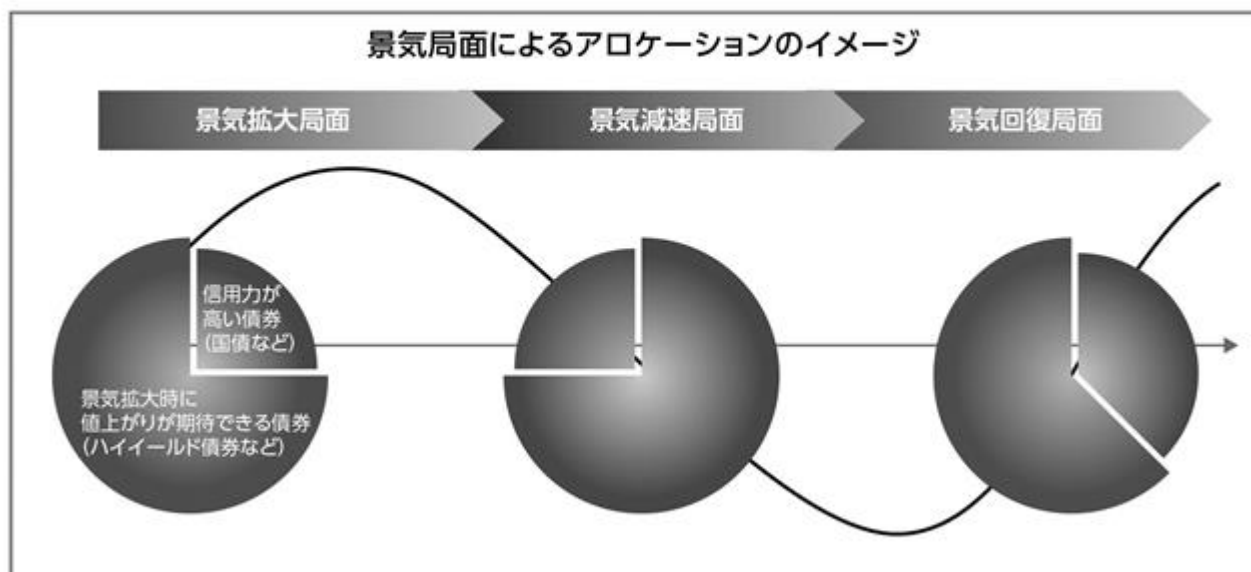 景気局面によるアロケーションのイメージ
景気拡大局面
景気減速局面
景気回復局面
信用力が
高い債券
(国債など)
景気拡大時に
値上がりが期待できる債券
(ハイイールド債券など)